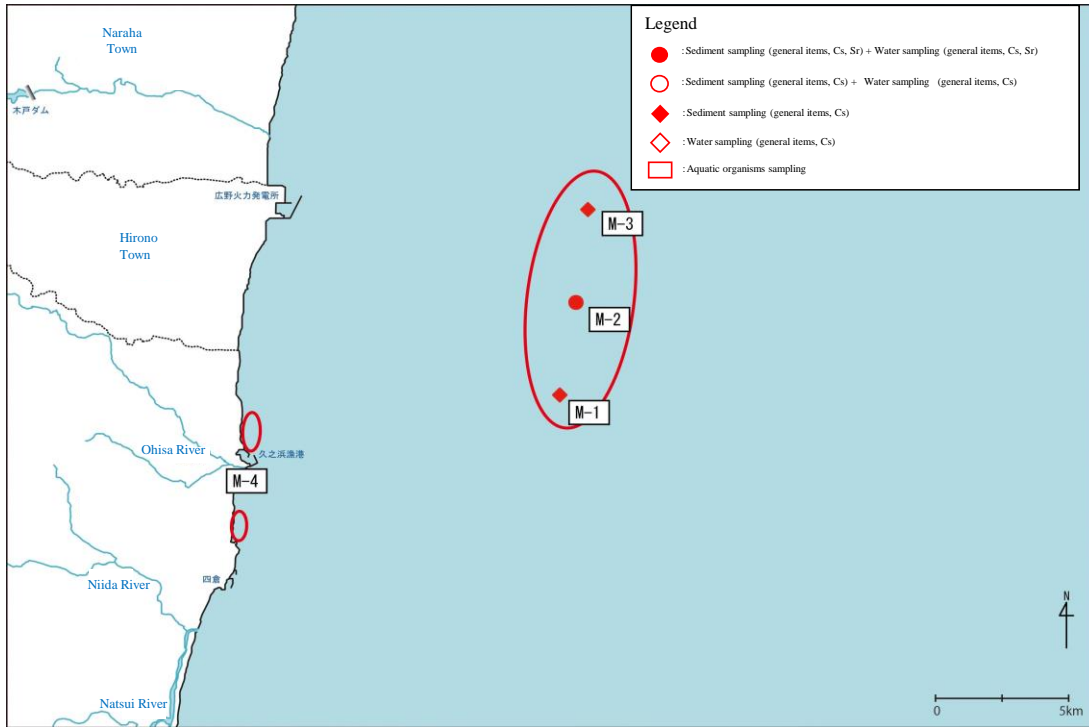 Naraha
Town
木戸ダム
広野火力発電所
Hirono
Town
Ohisa River
久之浜漁港
M-4
Niida River
四倉
Natsui River
M-3
M-2
M-1
Legend
:Sediment sampling (general items, Cs, Sr) + Water sampling (general items, Cs, Sr)
:Sediment sampling (general items, Cs) + Water sampling (general items, Cs)
:Sediment sampling (general items, Cs)
:Water sampling (general items, Cs)
:Aquatic organisms sampling
N
0 5km